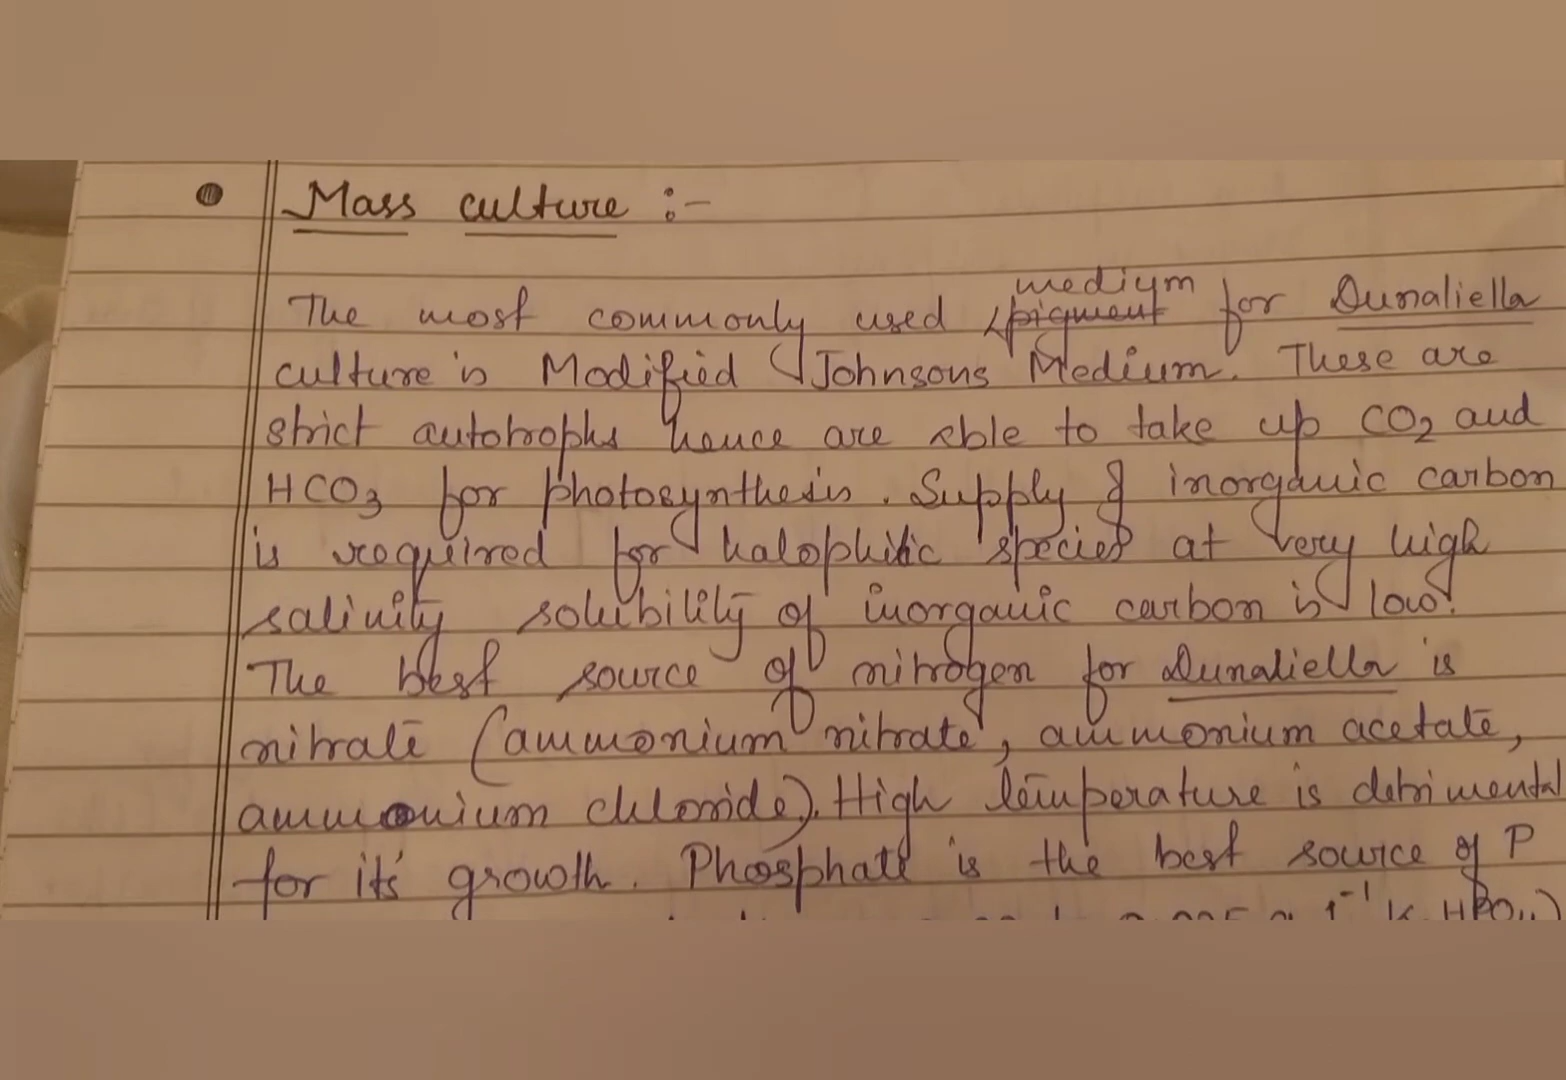 Mass culture :-
medium
The most commonly used pigment for Dunaliella
culture is Modified Johnsons Medium. These are
strict autotrophs hence are able to take up CO2 and
HCO3 for photosynthesis. Supply of inorganic carbon
is required for halophilic species at very high
salinity solubility of inorganic carbon is low.
The best source of nitrogen for Dunaliella is
nitrate (ammonium nitrate, ammonium acetate,
ammonium chloride). High temperature is detrimental
for it's growth. Phosphate is the best source of P